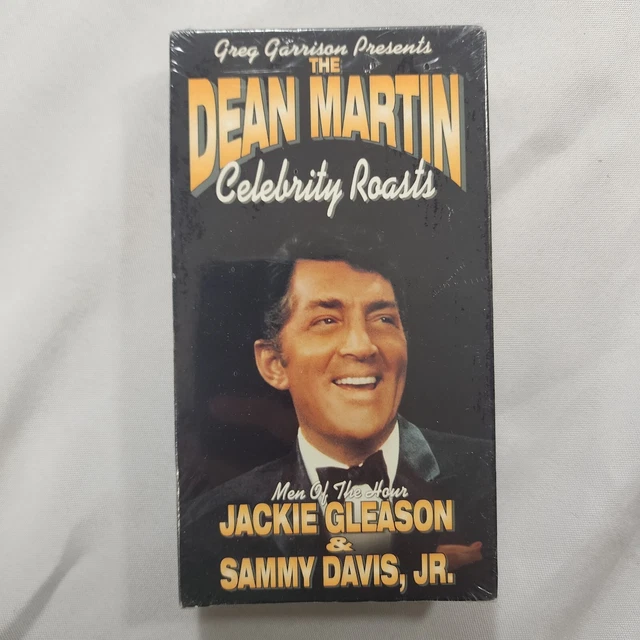 Greg Garrison Presents
THE
DEAN MARTIN
Celebrity Roasts
Men Of The Hour
JACKIE GLEASON
&
SAMMY DAVIS, JR.